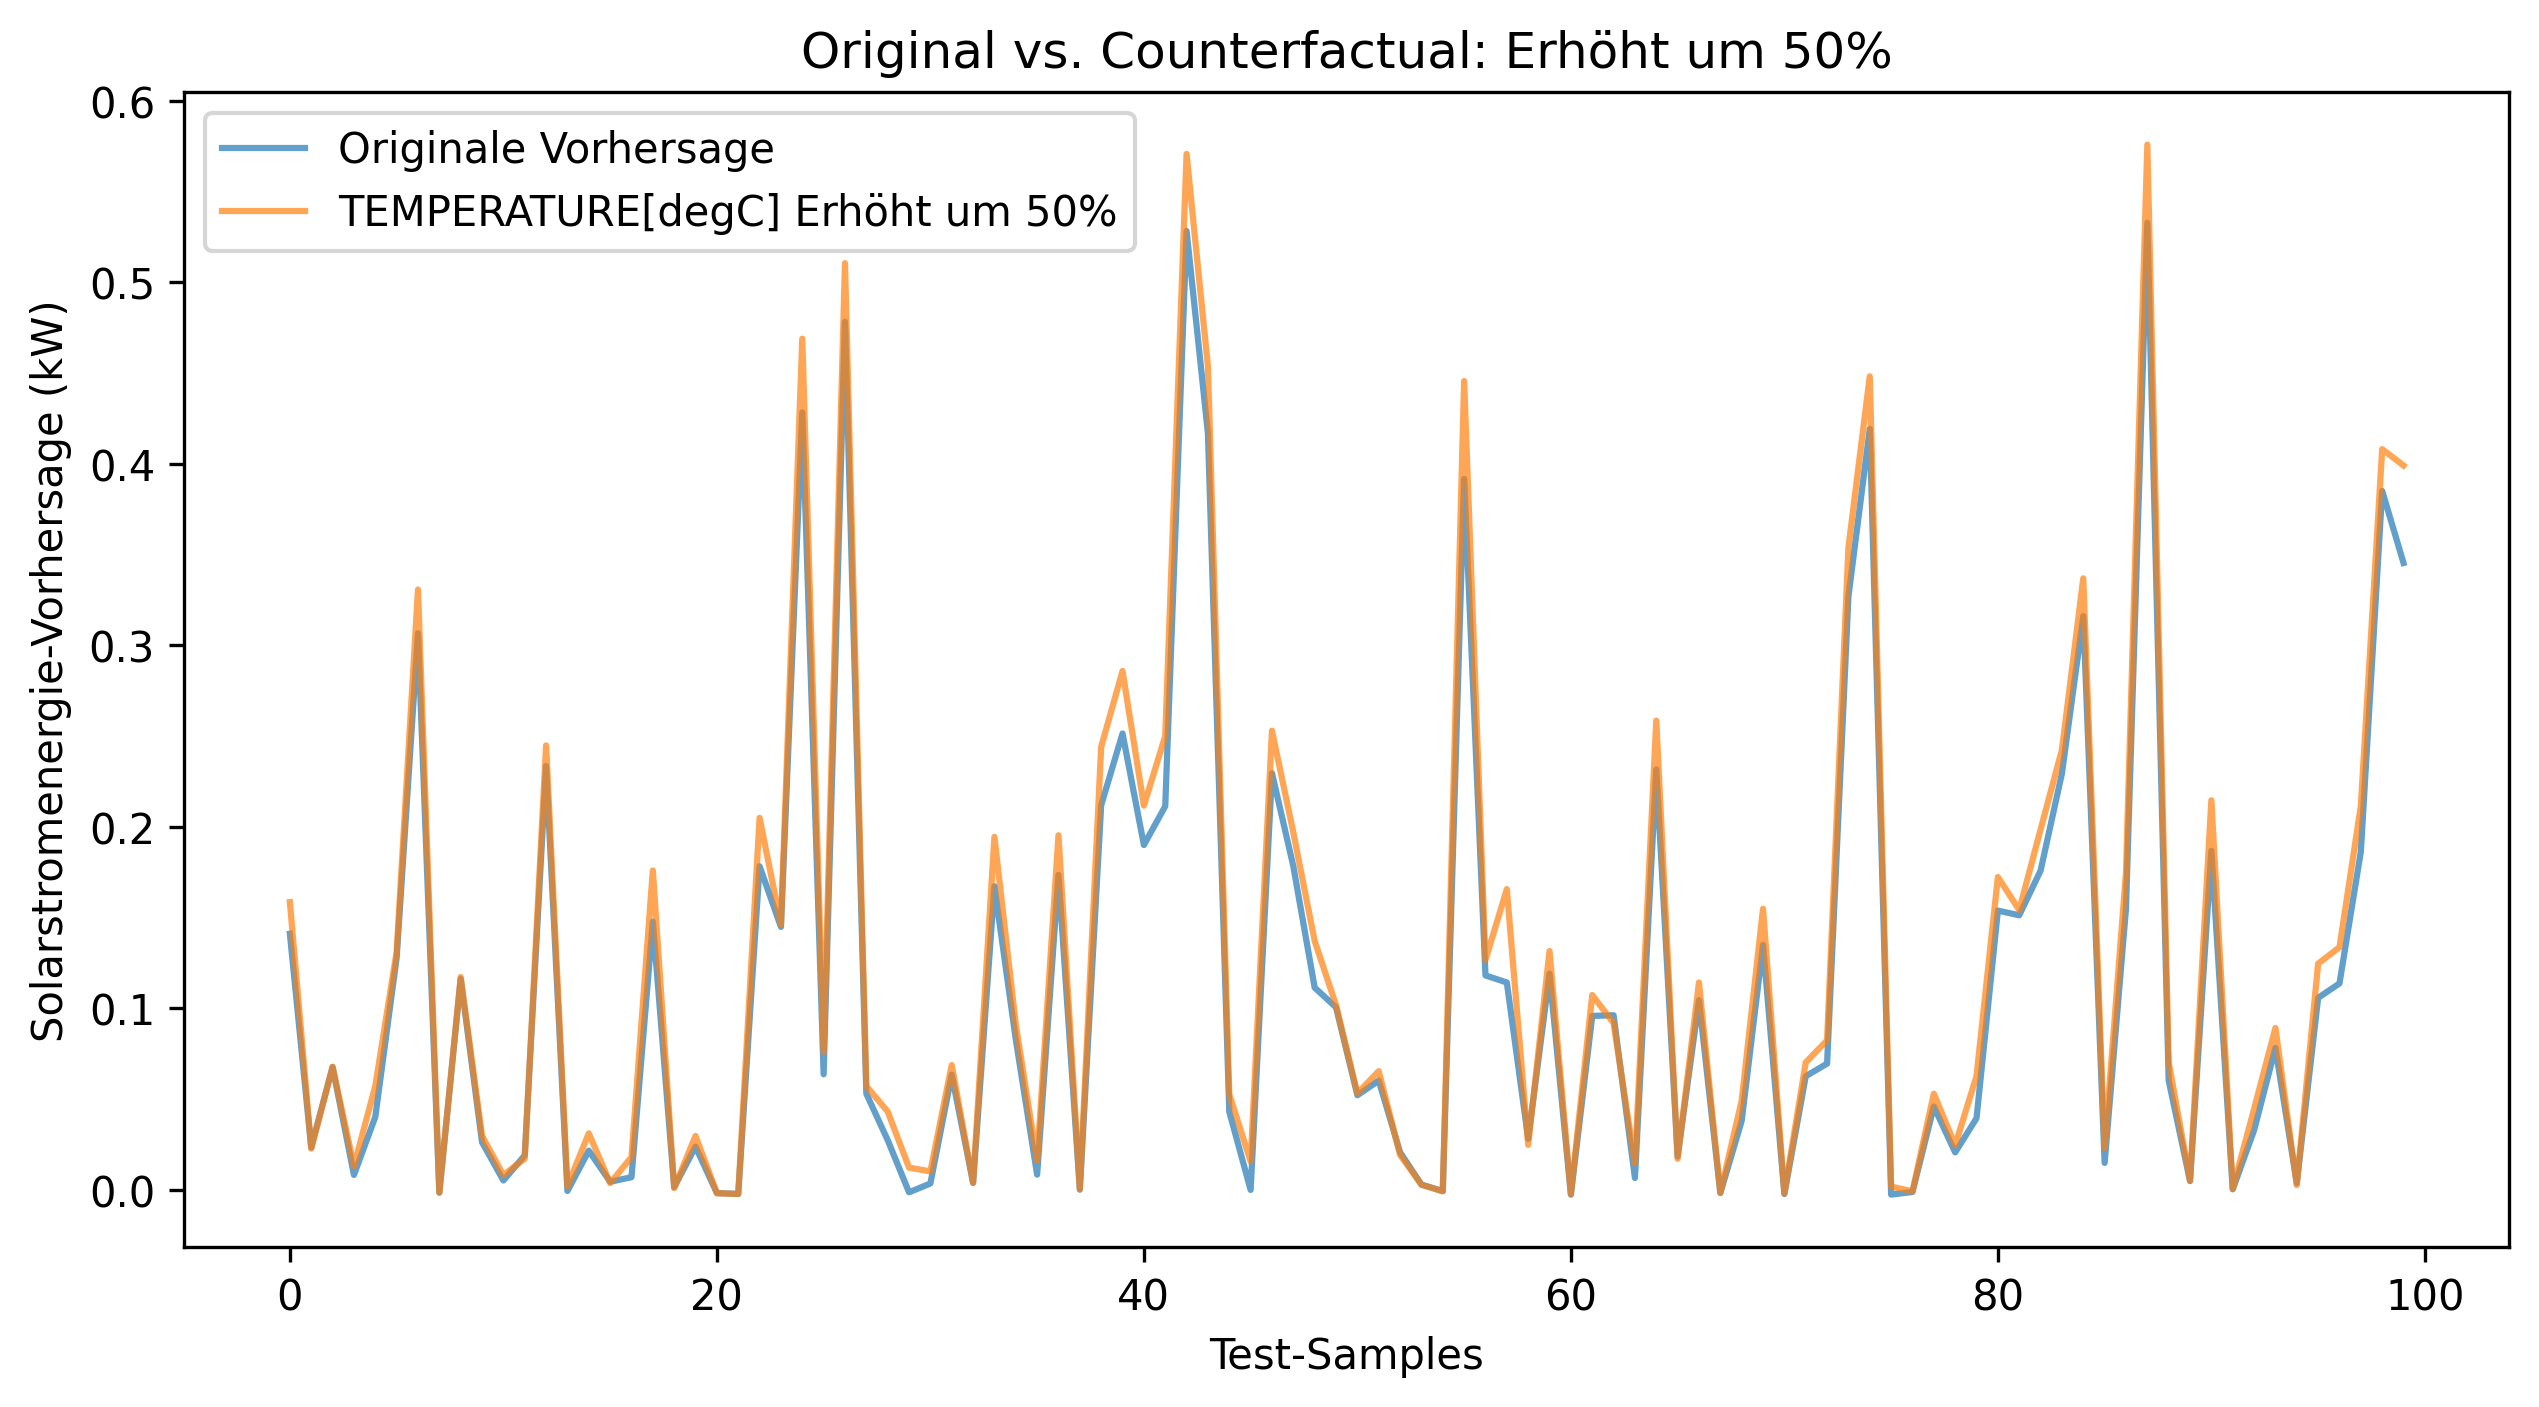 Original vs. Counterfactual: Erhöht um 50%
Originale Vorhersage
TEMPERATURE[degC] Erhöht um 50%
Solarstromenergie-Vorhersage (kW)
0.6
0.5
0.4
0.3
0.2
0.1
0.0
0 20 40 60 80 100
Test-Samples